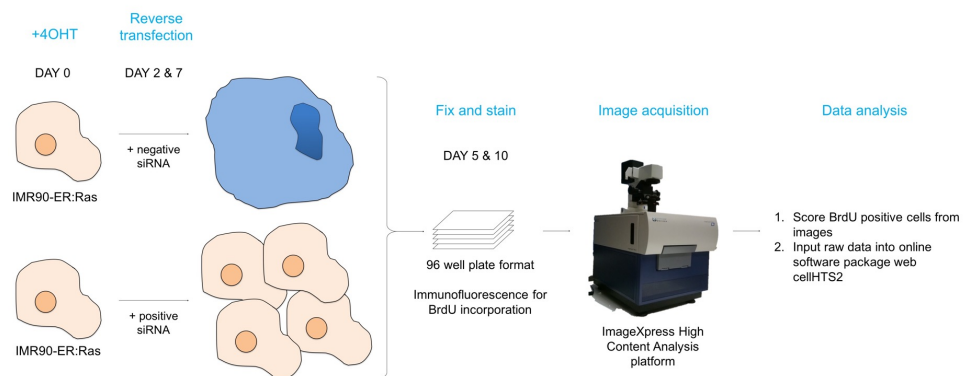 +4OHT
Reverse
transfection
DAY 0
DAY 2 & 7
+ negative
siRNA
IMR90-ER:Ras
+ positive
siRNA
IMR90-ER:Ras
Fix and stain
DAY 5 & 10
96 well plate format
Immunofluorescence for
BrdU incorporation
Image acquisition
ImageXpress High
Content Analysis
platform
Data analysis
1. Score BrdU positive cells from
images
2. Input raw data into online
software package web
cellHTS2